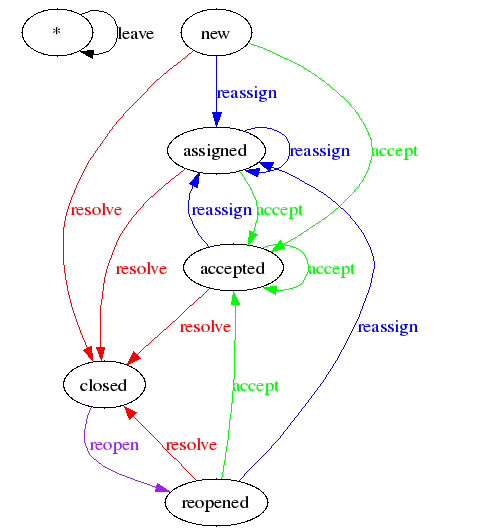 *
leave
new
reassign
assigned
reassign
accept
resolve
reassign
accept
resolve
accepted
accept
resolve
reassign
closed
accept
reopen
resolve
reopened